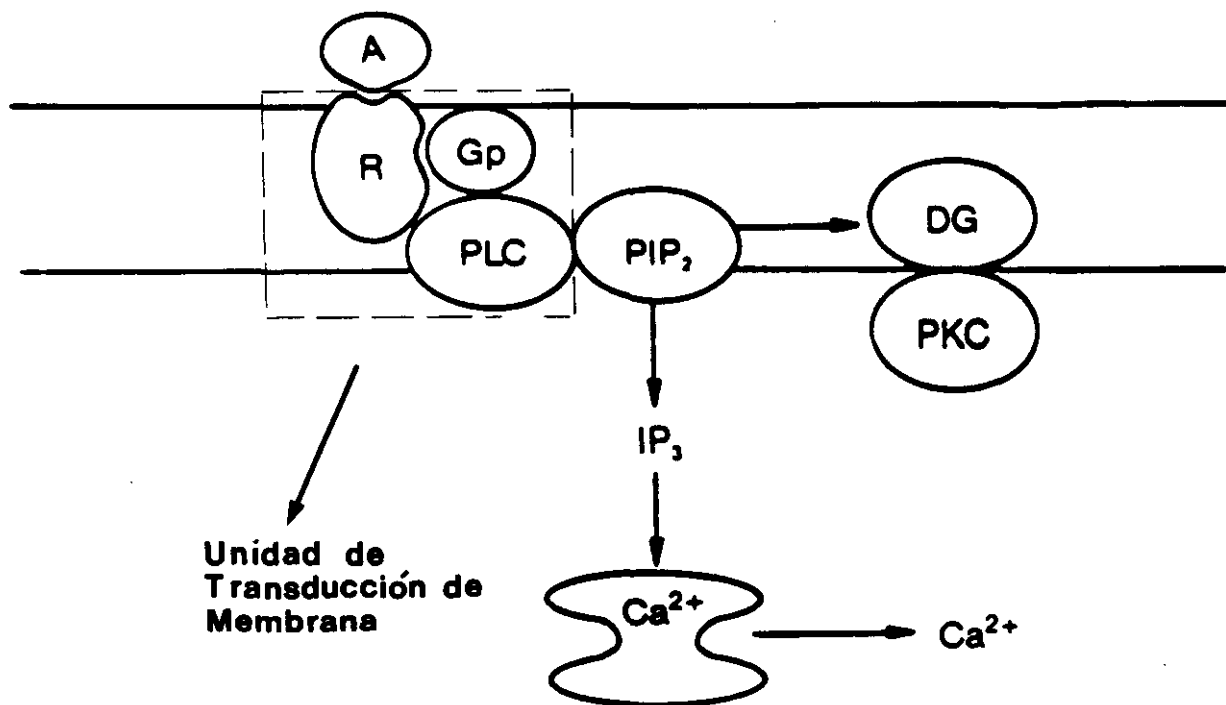 A
R
Gp
PLC
PIP₂
DG
PKC
IP₃
Unidad de
Transducción de
Membrana
Ca²⁺
Ca²⁺